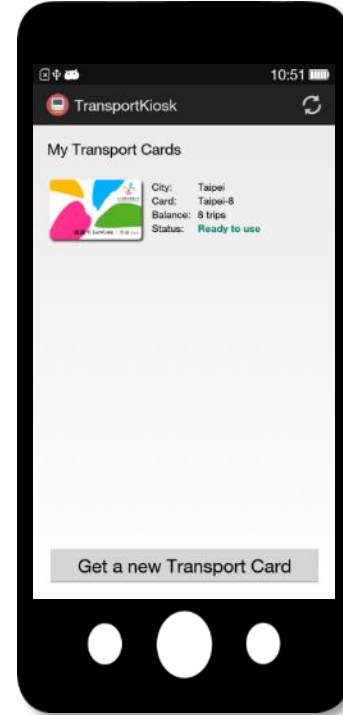 10:51
TransportKiosk
My Transport Cards
City: Taipei
Card: Taipei-8
Balance: 8 trips
Status: Ready to use
Get a new Transport Card